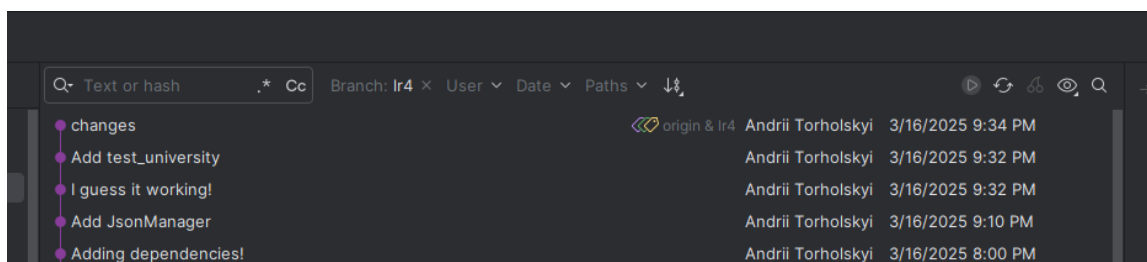 Text or hash .* Cc Branch: lr4 × User Date Paths
changes origin & lr4 Andrii Torholskyi 3/16/2025 9:34 PM
Add test_university Andrii Torholskyi 3/16/2025 9:32 PM
I guess it working! Andrii Torholskyi 3/16/2025 9:32 PM
Add JsonManager Andrii Torholskyi 3/16/2025 9:10 PM
Adding dependencies! Andrii Torholskyi 3/16/2025 8:00 PM